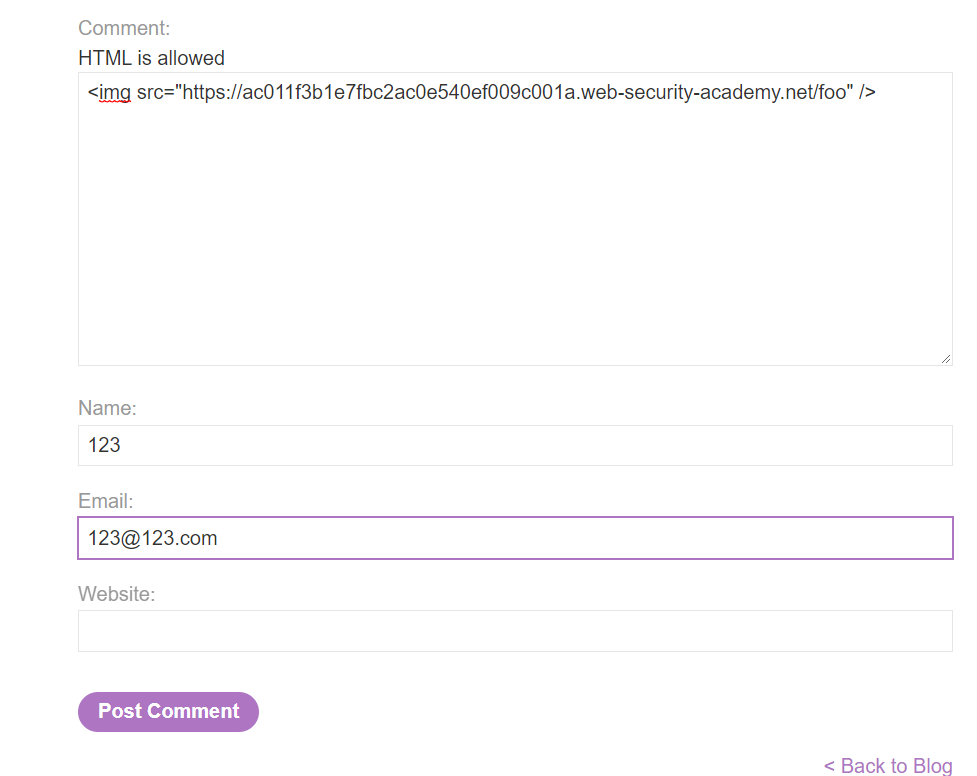 Comment:
HTML is allowed
<img src="https://ac011f3b1e7fbc2ac0e540ef009c001a.web-security-academy.net/foo" />
Name:
123
Email:
123@123.com
Website:
Post Comment
< Back to Blog